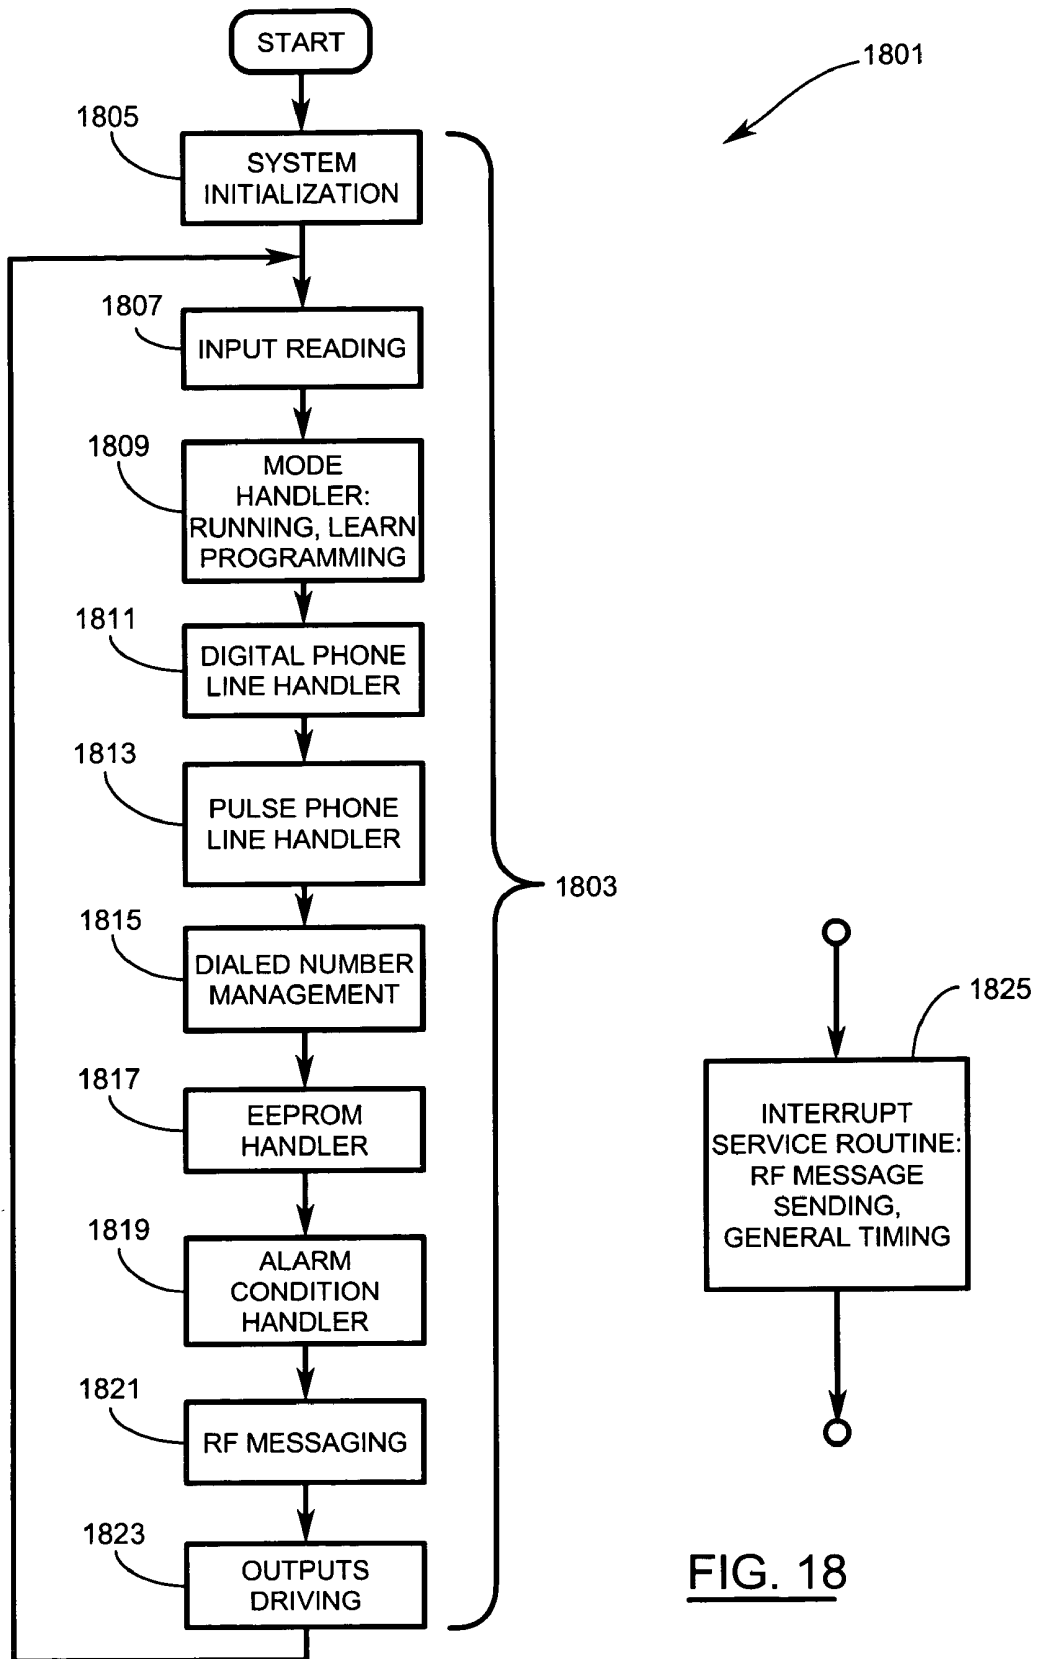 START
1801
1805
SYSTEM
INITIALIZATION
1807
INPUT READING
1809
MODE
HANDLER:
RUNNING, LEARN
PROGRAMMING
1811
DIGITAL PHONE
LINE HANDLER
1813
PULSE PHONE
LINE HANDLER
1803
1815
DIALED NUMBER
MANAGEMENT
1817
EEPROM
HANDLER
1819
ALARM
CONDITION
HANDLER
1821
RF MESSAGING
1823
OUTPUTS
DRIVING
1825
INTERRUPT
SERVICE ROUTINE:
RF MESSAGE
SENDING,
GENERAL TIMING
FIG. 18